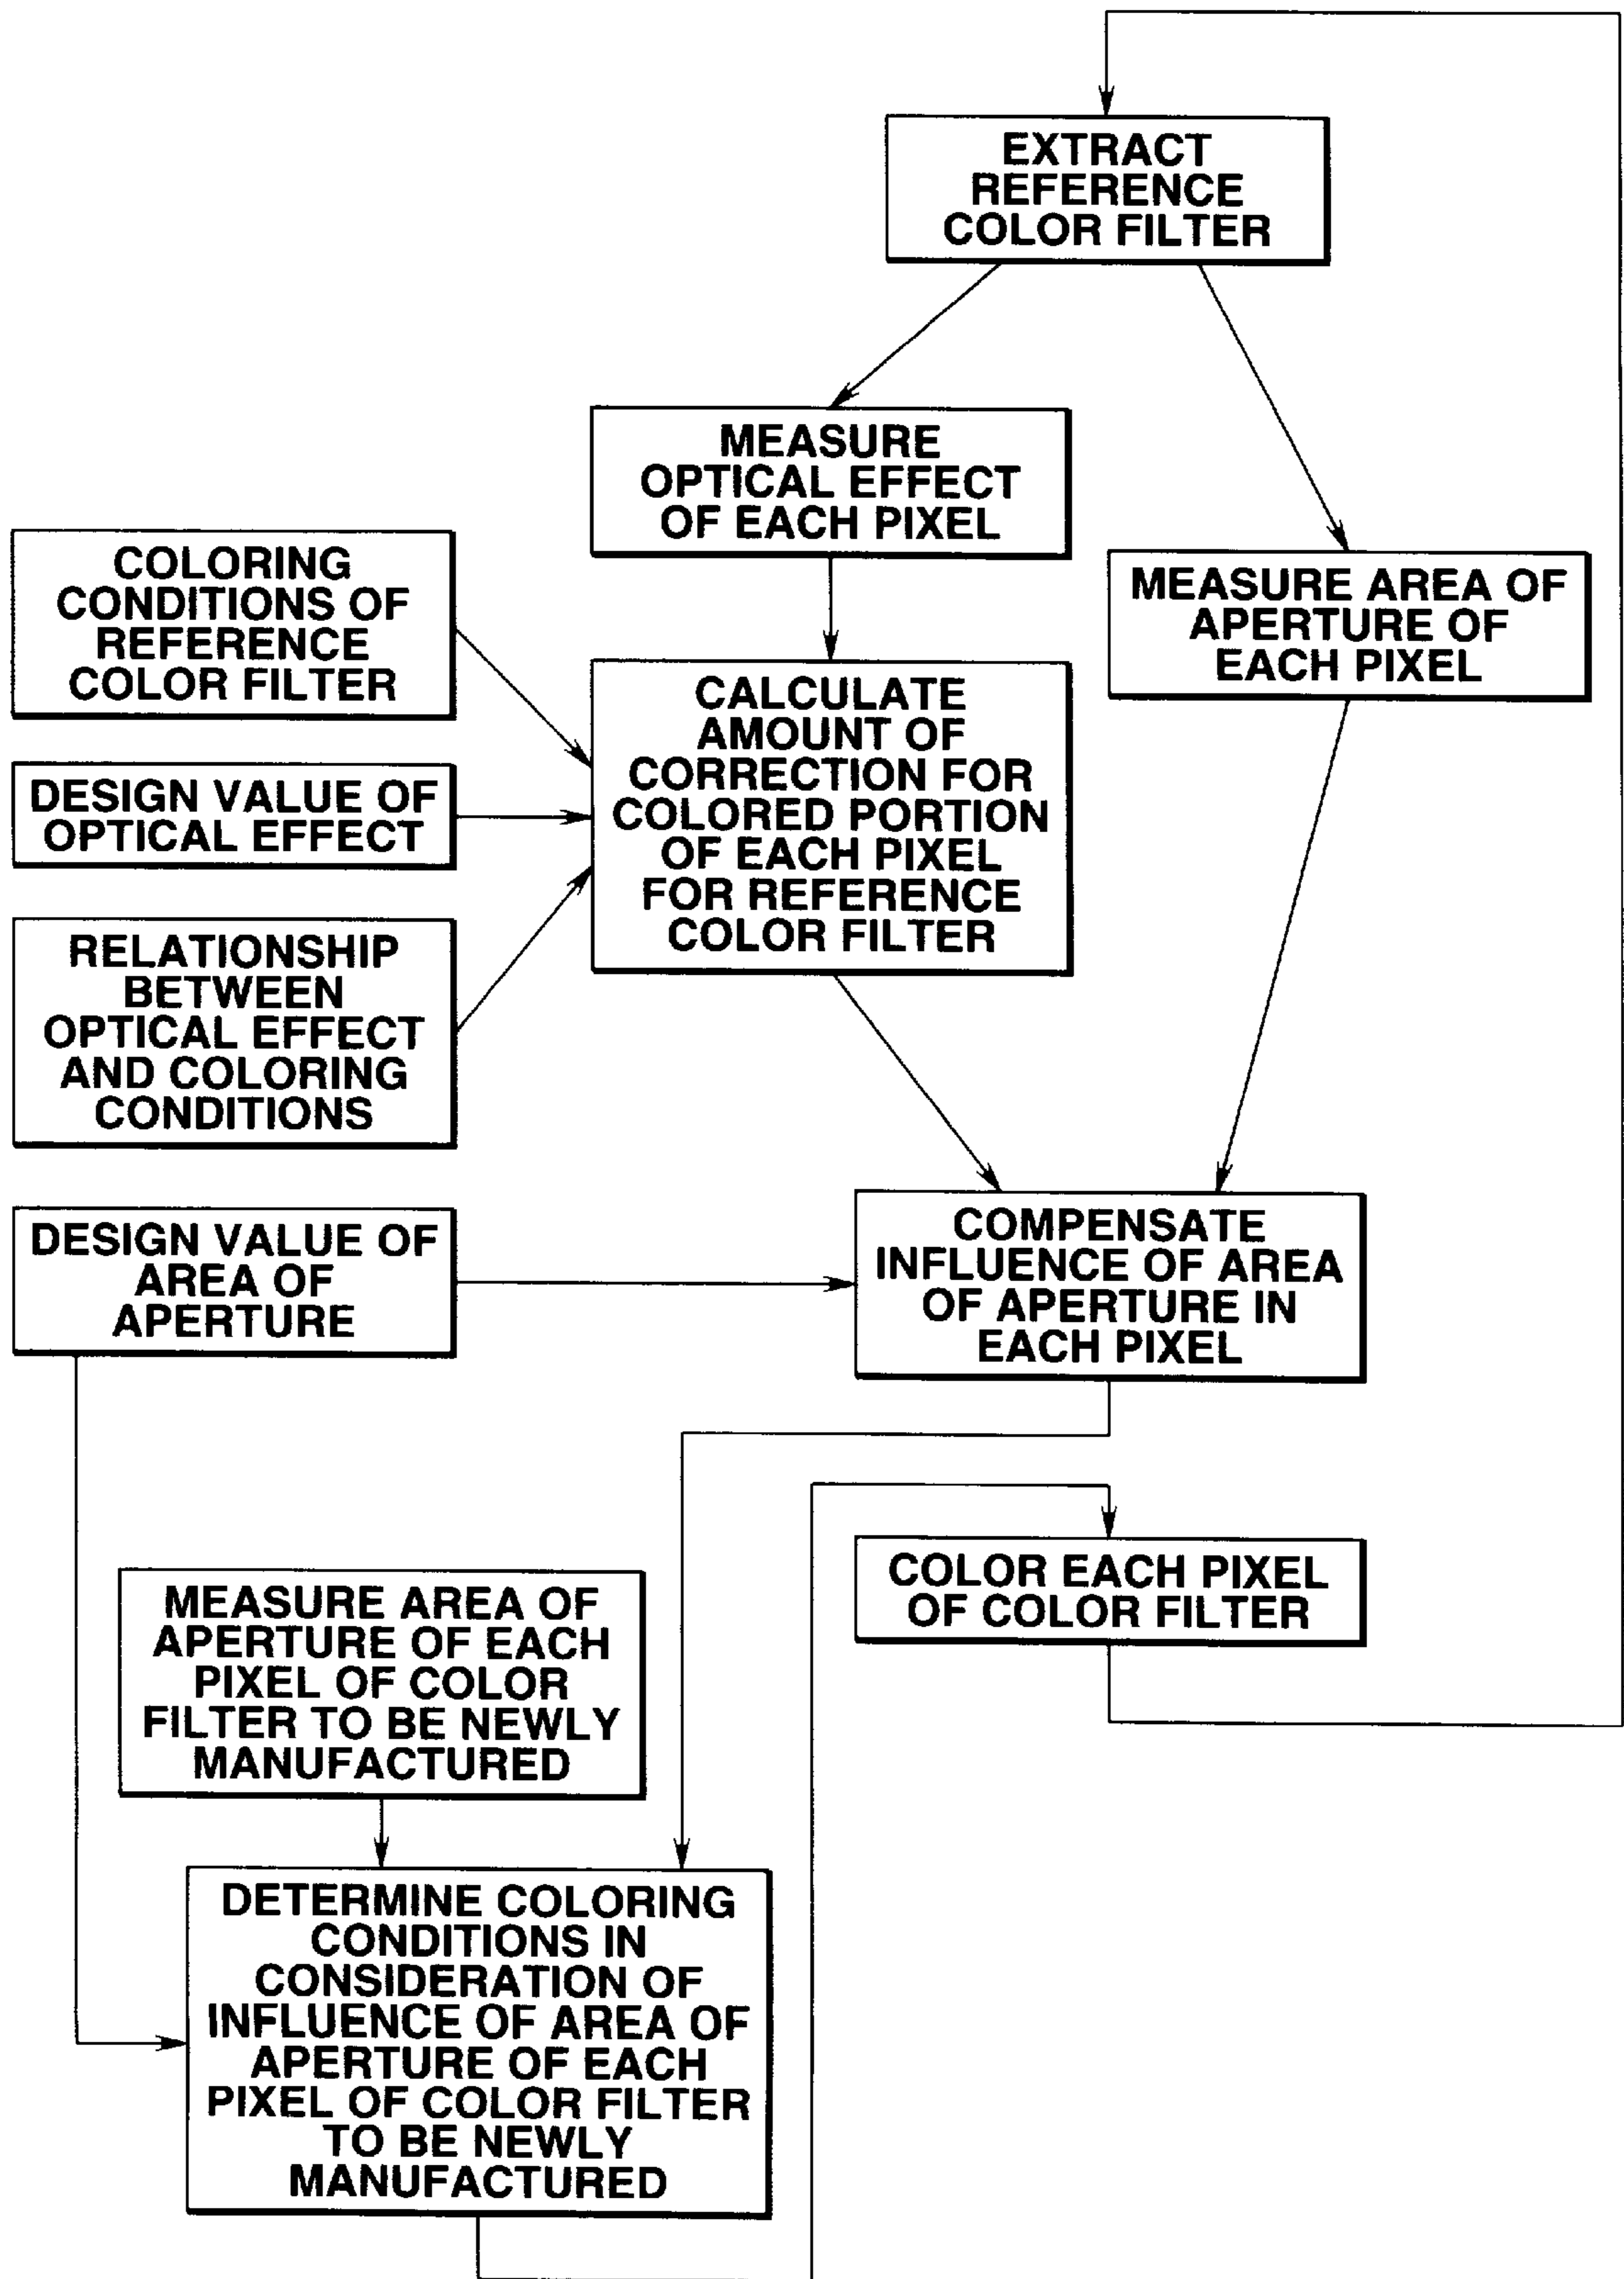 EXTRACT
REFERENCE
COLOR FILTER
MEASURE
OPTICAL EFFECT
OF EACH PIXEL
COLORING
CONDITIONS OF
REFERENCE
COLOR FILTER
MEASURE AREA OF
APERTURE OF
EACH PIXEL
CALCULATE
AMOUNT OF
CORRECTION FOR
COLORED PORTION
OF EACH PIXEL
FOR REFERENCE
COLOR FILTER
DESIGN VALUE OF
OPTICAL EFFECT
RELATIONSHIP
BETWEEN
OPTICAL EFFECT
AND COLORING
CONDITIONS
DESIGN VALUE OF
AREA OF
APERTURE
COMPENSATE
INFLUENCE OF AREA
OF APERTURE IN
EACH PIXEL
COLOR EACH PIXEL
OF COLOR FILTER
MEASURE AREA OF
APERTURE OF EACH
PIXEL OF COLOR
FILTER TO BE NEWLY
MANUFACTURED
DETERMINE COLORING
CONDITIONS IN
CONSIDERATION OF
INFLUENCE OF AREA OF
APERTURE OF EACH
PIXEL OF COLOR FILTER
TO BE NEWLY
MANUFACTURED